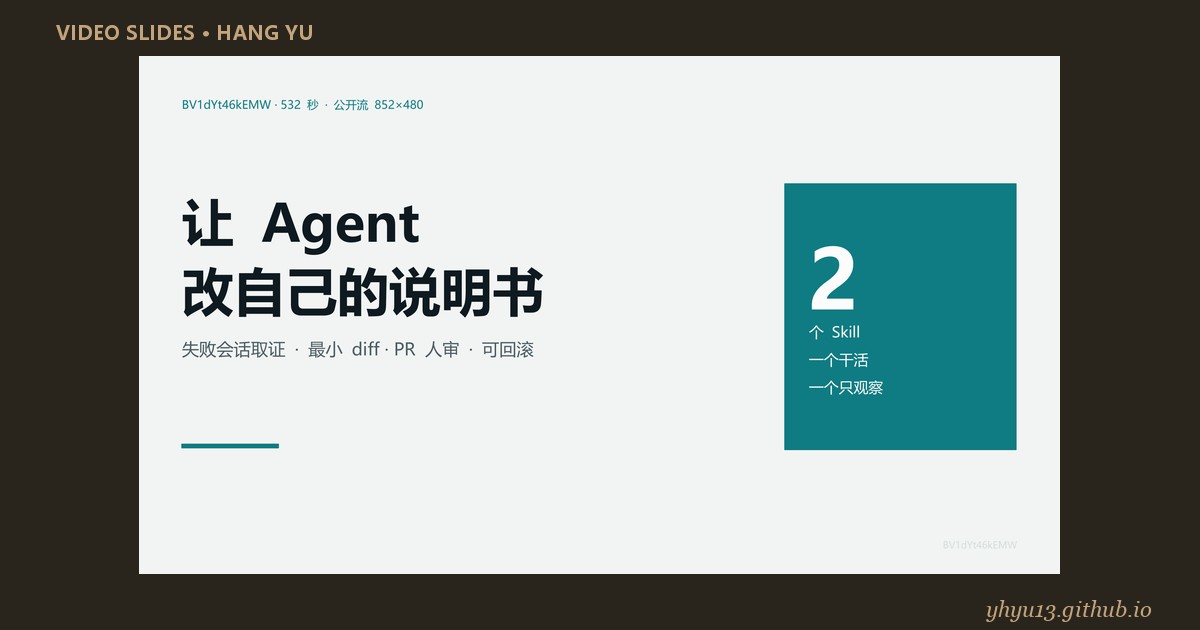 VIDEO SLIDES • HANG YU
BV1dYt46kEMW · 532 秒 · 公开流 852×480
让 Agent
改自己的说明书
失败会话取证 · 最小 diff · PR 人审 · 可回滚
2
个 Skill
一个干活
一个只观察
BV1dYt46kEMW
yhyu13.github.io